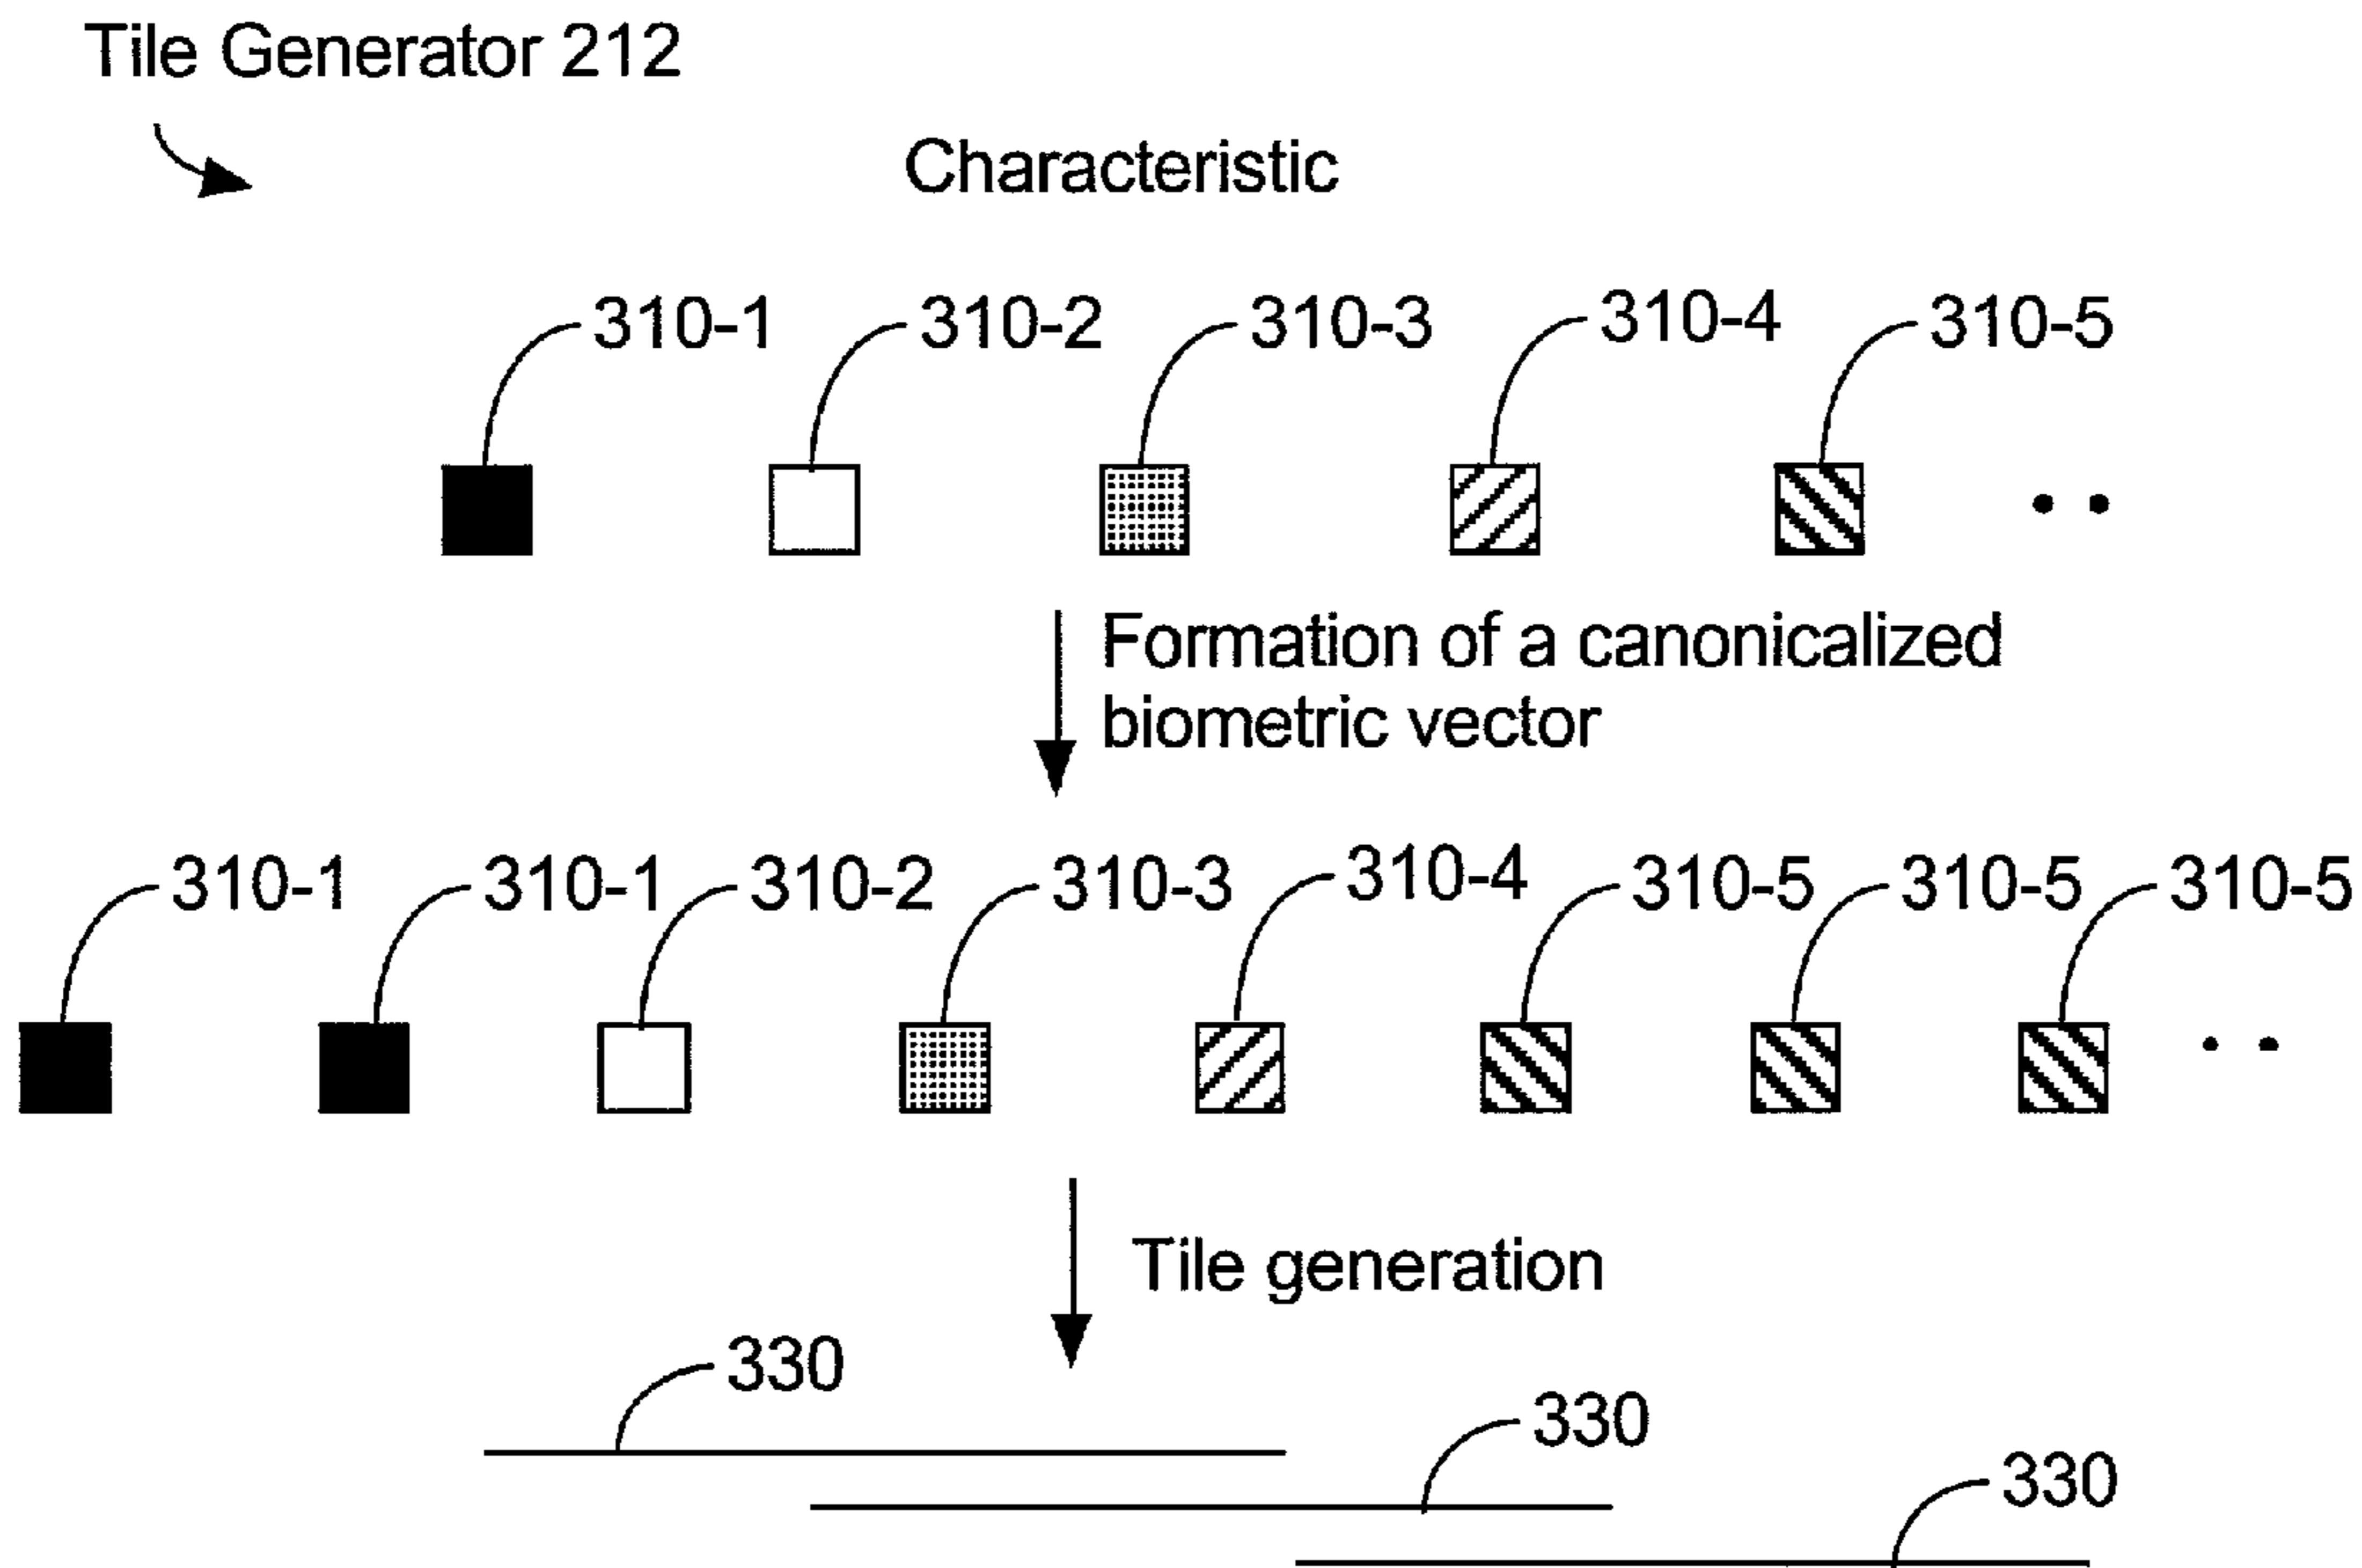 Tile Generator 212
Characteristic
310-1 310-2 310-3 310-4 310-5
Formation of a canonicalized
biometric vector
310-1 310-1 310-2 310-3 310-4 310-5 310-5 310-5
Tile generation
330
330
330